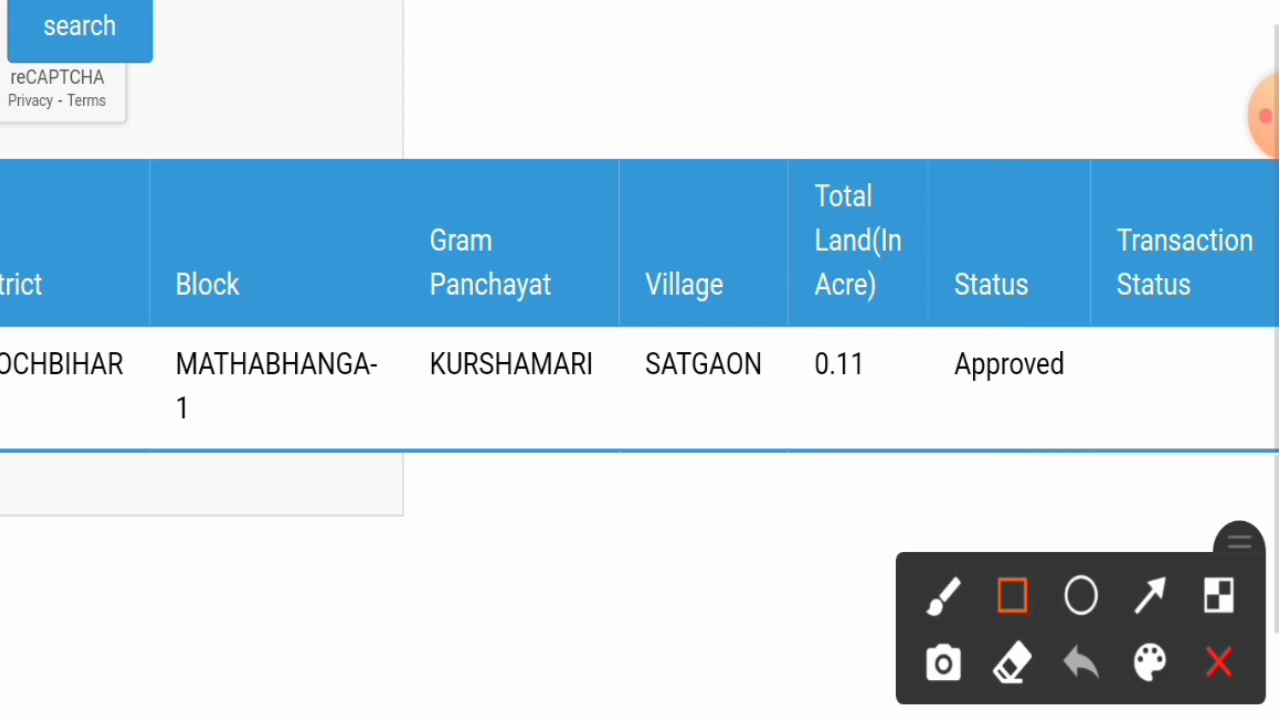 search
reCAPTCHA
Privacy - Terms
trict
Block
Gram
Panchayat
Village
Total
Land(In
Acre)
Status
Transaction
Status
OCHBIHAR
MATHABHANGA-
1
KURSHAMARI
SATGAON
0.11
Approved